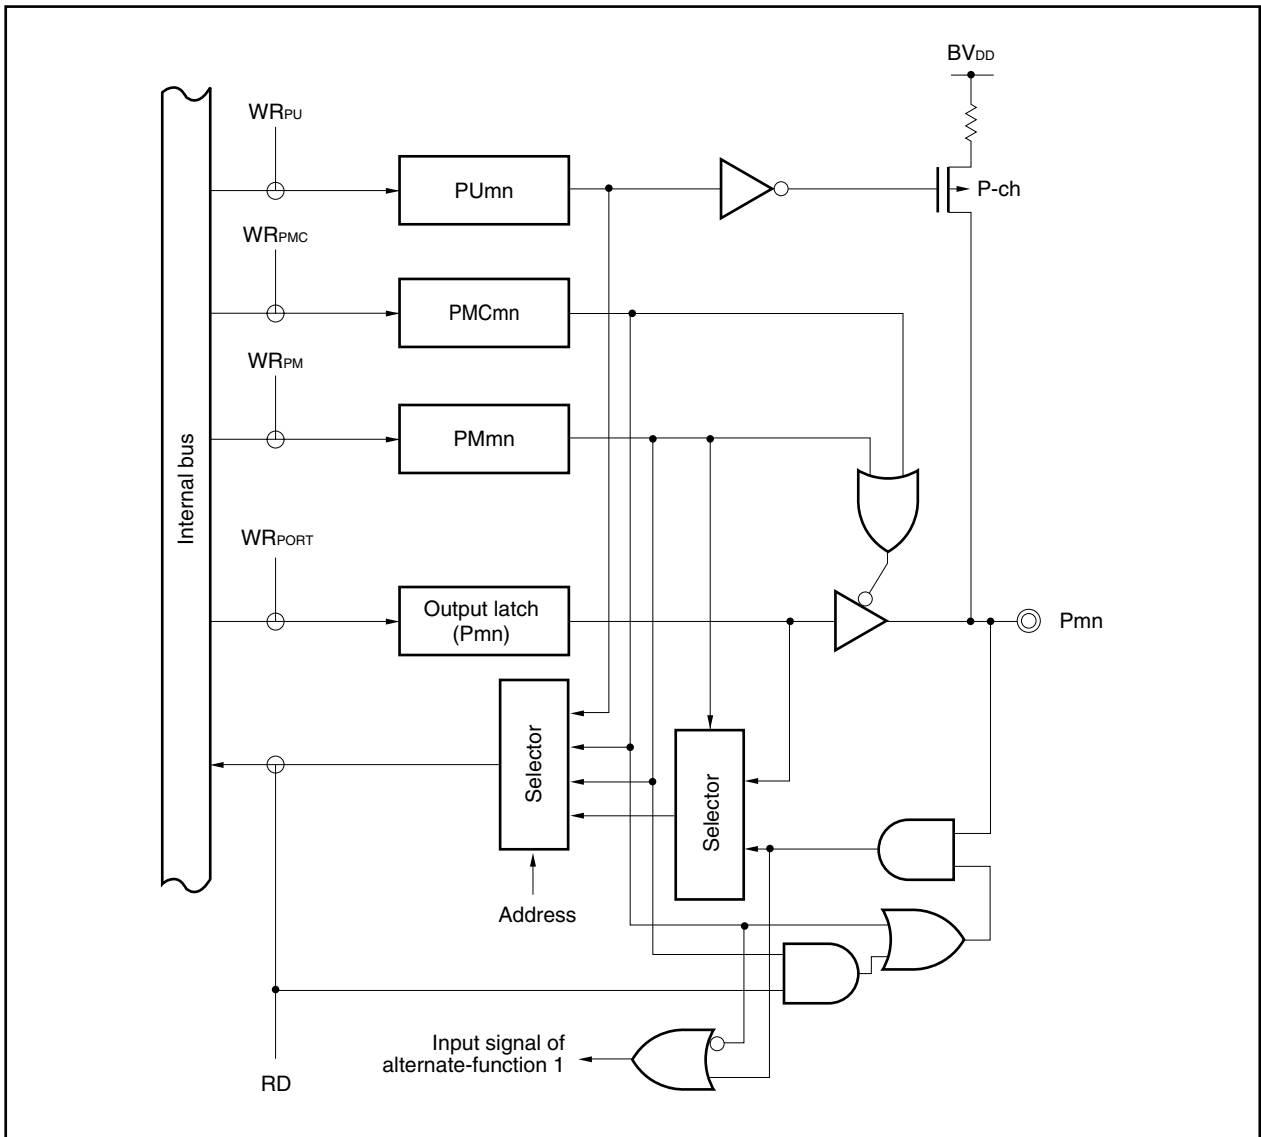 BVDD
WRPU
PUmn
P-ch
WRPMC
PMCmn
WRPM
PMmn
Internal bus
WRPORT
Output latch
(Pmn)
Pmn
Selector
Selector
Address
Input signal of
alternate-function 1
RD